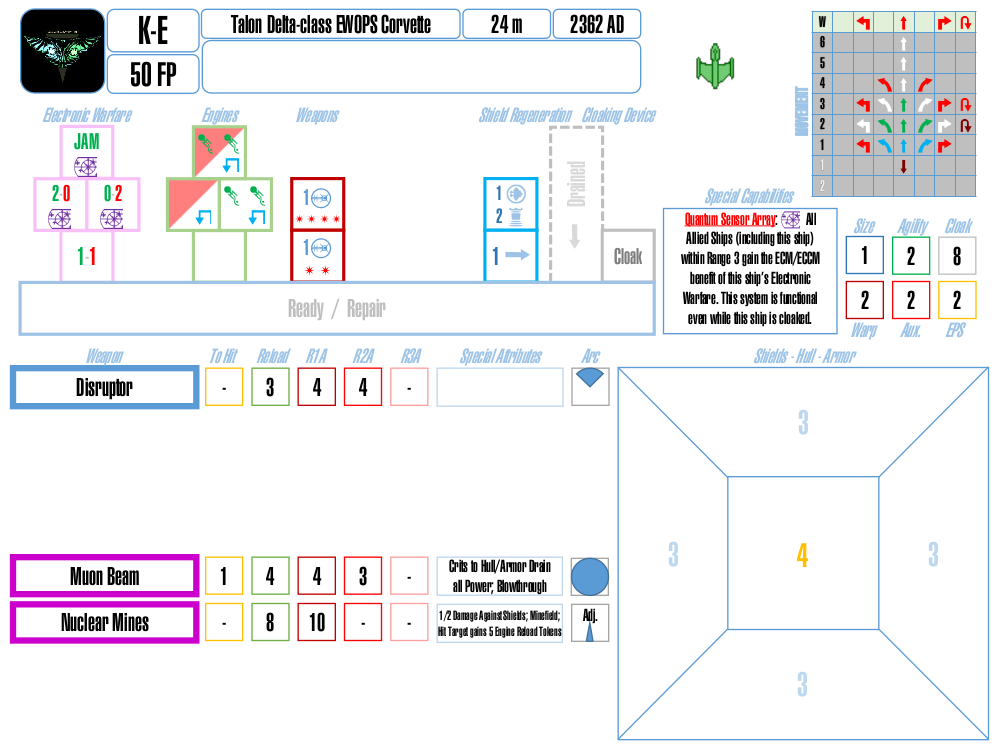 K-E
Talon Delta-class EWOPS Corvette
24 m
2362 AD
50 FP
Electronic Warfare
Engines
Weapons
Shield Regeneration
Cloaking Device
JAM
2-0
0-2
1-1
1
1
1
2
1
Drained
Cloak
Ready / Repair
MOVEMENT
W
6
5
4
3
2
1
1
2
Special Capabilities
Quantum Sensor Array: All
Allied Ships (including this ship)
within Range 3 gain the ECM/ECCM
benefit of this ship's Electronic
Warfare. This system is functional
even while this ship is cloaked.
Size
Agility
Cloak
1
2
8
2
2
2
Warp
Aux.
EPS
Weapon
To Hit
Reload
R1A
R2A
R3A
Special Attributes
Arc
Disruptor
-
3
4
4
-
Muon Beam
1
4
4
3
-
Crits to Hull/Armor Drain
all Power; Blowthrough
Nuclear Mines
-
8
10
-
-
1/2 Damage Against Shields; Minefield;
Hit Target gains 5 Engine Reload Tokens
Adj.
Shields - Hull - Armor
3
3
4
3
3